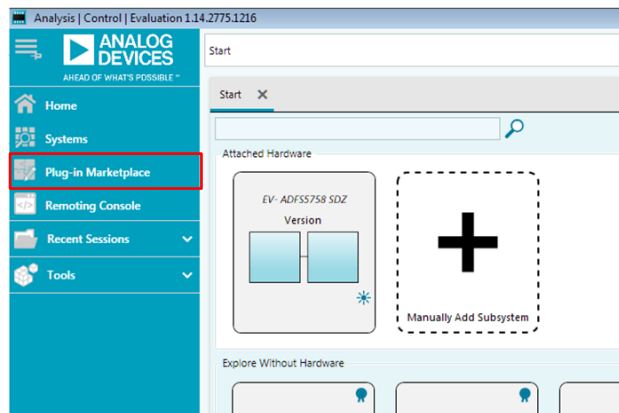 Analysis | Control | Evaluation 1.14.2775.1216
ANALOG
DEVICES
AHEAD OF WHAT'S POSSIBLE™
Start
Home
Systems
Plug-in Marketplace
Remoting Console
Recent Sessions
Tools
Start
Attached Hardware
EV- ADFS5758 SDZ
Version
Manually Add Subsystem
Explore Without Hardware